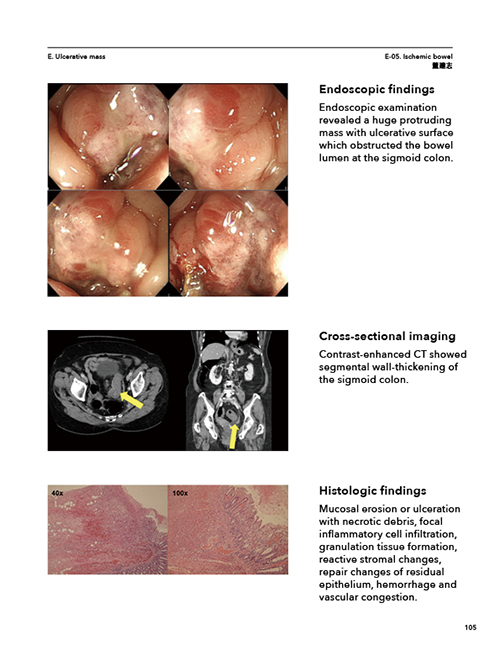 E. Ulcerative mass
E-05. Ischemic bowel
Endoscopic findings
Endoscopic examination
revealed a huge protruding
mass with ulcerative surface
which obstructed the bowel
lumen at the sigmoid colon.
Cross-sectional imaging
Contrast-enhanced CT showed
segmental wall-thickening of
the sigmoid colon.
40x
100x
Histologic findings
Mucosal erosion or ulceration
with necrotic debris, focal
inflammatory cell infiltration,
granulation tissue formation,
reactive stromal changes,
repair changes of residual
epithelium, hemorrhage and
vascular congestion.
105